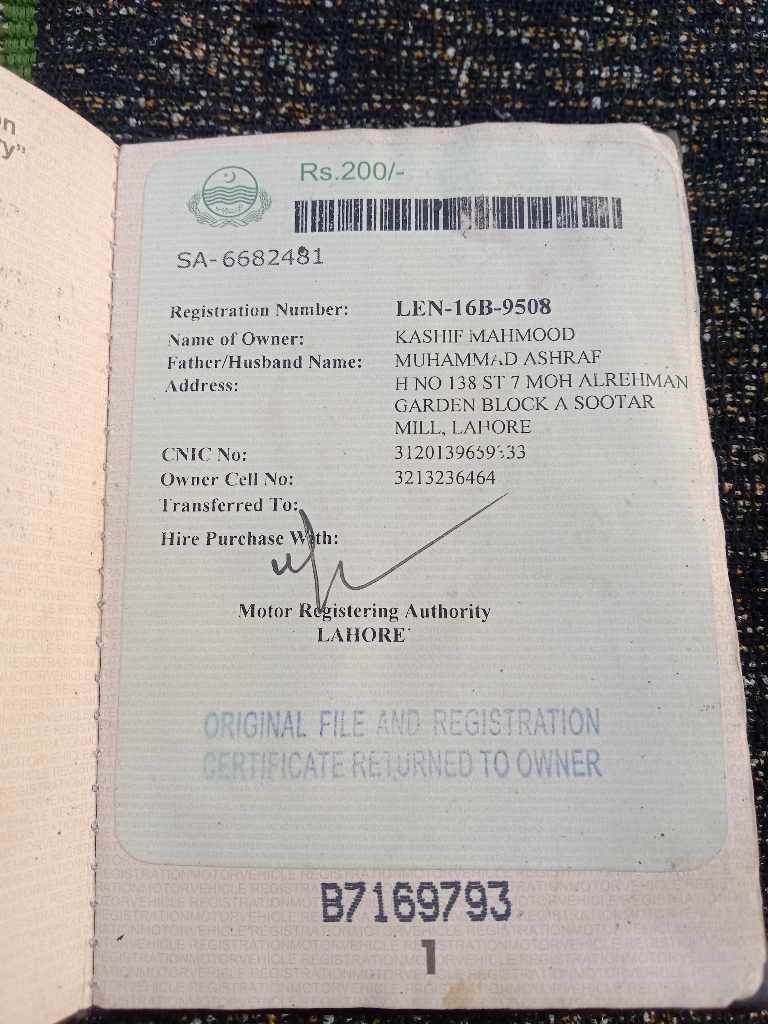 n
y”
Rs.200/-
SA-6682481
Registration Number: LEN-16B-9508
Name of Owner: KASHIF MAHMOOD
Father/Husband Name: MUHAMMAD ASHRAF
Address: H NO 138 ST 7 MOH ALREHMAN
GARDEN BLOCK A SOOTAR
MILL, LAHORE
CNIC No:
Owner Cell No: 3213236464
Transferred To:
Hire Purchase With:
Motor Registering Authority
LAHORE
ORIGINAL FILE AND REGISTRATION
CERTIFICATE RETURNED TO OWNER
B7169793
1